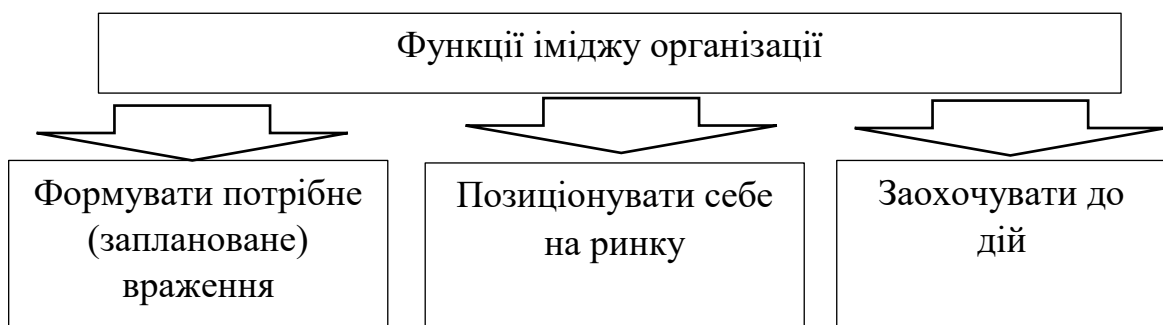 Функції іміджу організації
Формувати потрібне
(заплановане)
враження
Позиціонувати себе
на ринку
Заохочувати до
дій